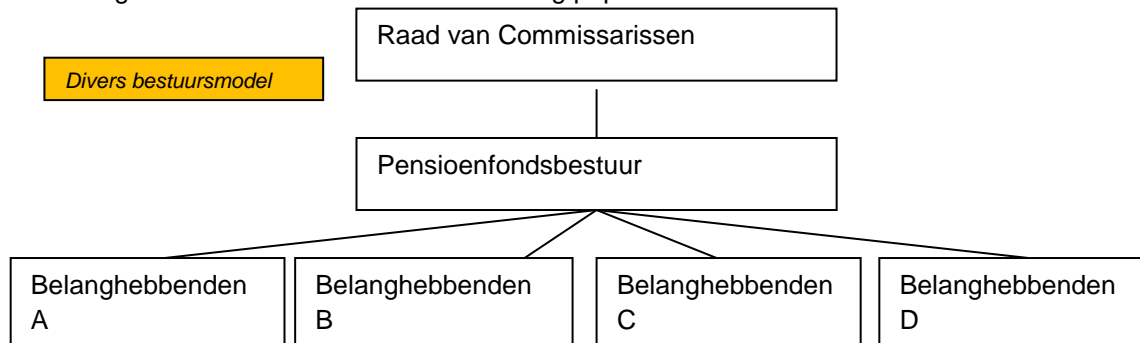 Raad van Commissarissen
Divers bestuursmodel
Pensioenfondsbestuur
Belanghebbenden
A
Belanghebbenden
B
Belanghebbenden
C
Belanghebbenden
D